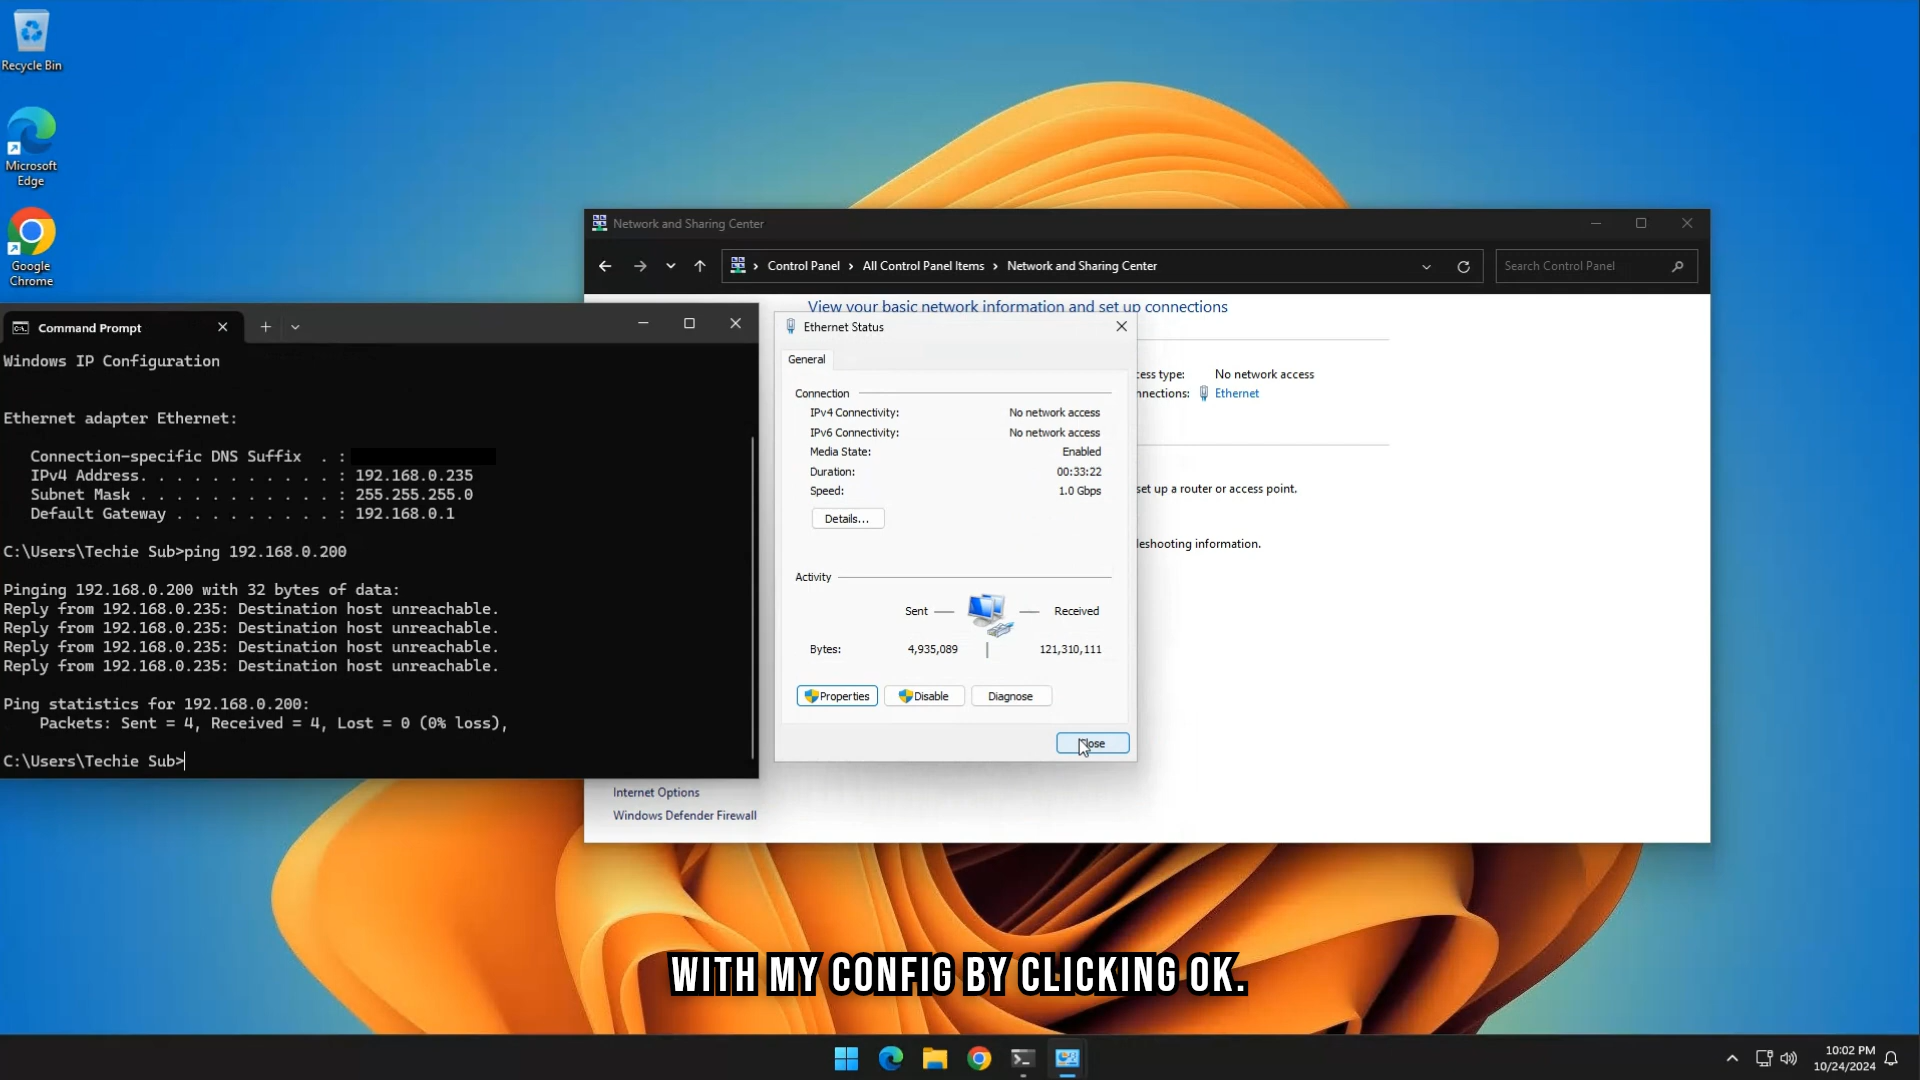 Recycle Bin
Microsoft
Edge
Google
Chrome
Network and Sharing Center
Control Panel
All Control Panel Items
Network and Sharing Center
Search Control Panel
View your basic network information and set up connections
cess type: No network access
nnections: Ethernet
set up a router or access point.
leshooting information.
Internet Options
Windows Defender Firewall
Command Prompt
Windows IP Configuration
Ethernet adapter Ethernet:
Connection-specific DNS Suffix . :
IPv4 Address. . . . . . . . . . . : 192.168.0.235
Subnet Mask . . . . . . . . . . . : 255.255.255.0
Default Gateway . . . . . . . . . : 192.168.0.1
C:\Users\Techie Sub>ping 192.168.0.200
Pinging 192.168.0.200 with 32 bytes of data:
Reply from 192.168.0.235: Destination host unreachable.
Reply from 192.168.0.235: Destination host unreachable.
Reply from 192.168.0.235: Destination host unreachable.
Reply from 192.168.0.235: Destination host unreachable.
Ping statistics for 192.168.0.200:
Packets: Sent = 4, Received = 4, Lost = 0 (0% loss),
C:\Users\Techie Sub>
Ethernet Status
General
Connection
IPv4 Connectivity: No network access
IPv6 Connectivity: No network access
Media State: Enabled
Duration: 00:33:22
Speed: 1.0 Gbps
Details...
Activity
Sent Received
Bytes: 4,935,089 121,310,111
Properties
Disable
Diagnose
Close
WITH MY CONFIG BY CLICKING OK.
10:02 PM
10/24/2024